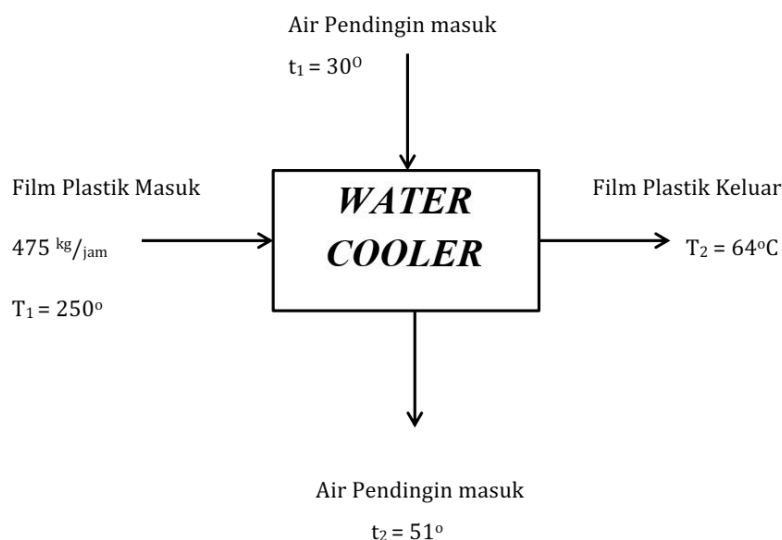 Air Pendingin masuk
t₁ = 30⁰
Film Plastik Masuk
475 kg/jam
T₁ = 250ᵒ
WATER
COOLER
Film Plastik Keluar
T₂ = 64ᵒC
Air Pendingin masuk
t₂ = 51ᵒ